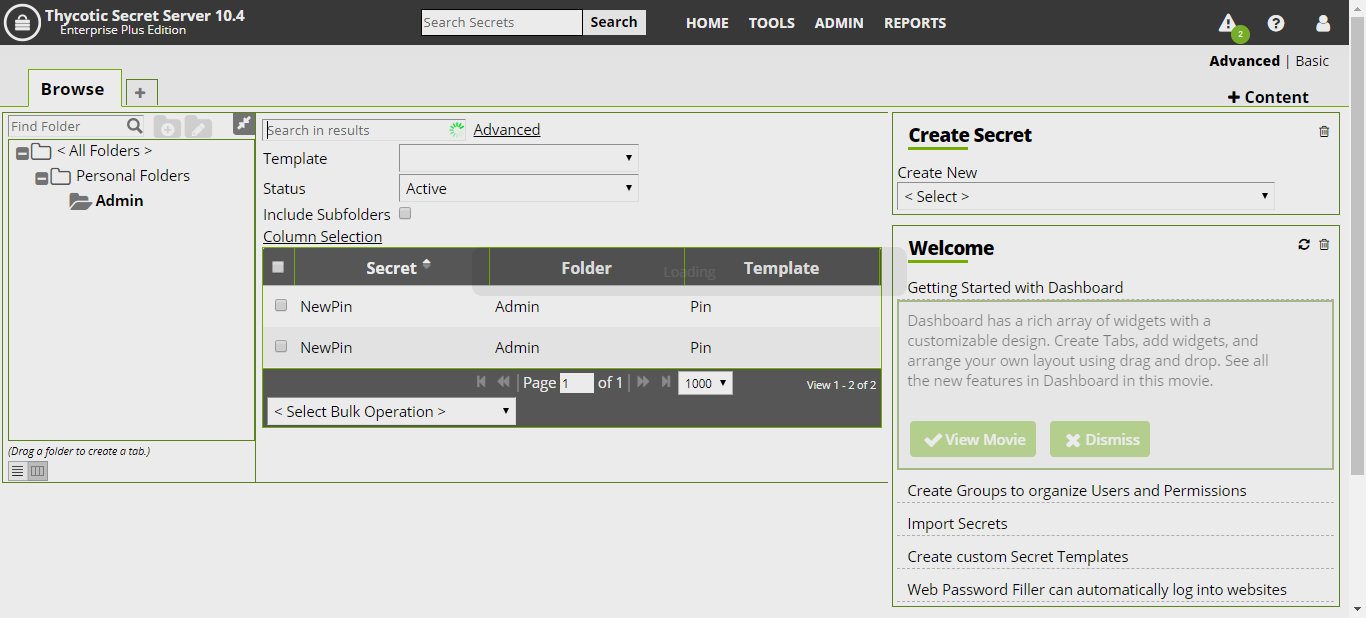 Thycotic Secret Server 10.4
Enterprise Plus Edition
Search Secrets
Search
HOME TOOLS ADMIN REPORTS
2
Advanced | Basic
Browse
+
+ Content
Find Folder
< All Folders >
Personal Folders
Admin
(Drag a folder to create a tab.)
Search in results
Advanced
Template
Status Active
Include Subfolders
Column Selection
Secret Folder Template
Loading
NewPin Admin Pin
NewPin Admin Pin
Page 1 of 1 1000 View 1 - 2 of 2
< Select Bulk Operation >
Create Secret
Create New
< Select >
Welcome
Getting Started with Dashboard
Dashboard has a rich array of widgets with a
customizable design. Create Tabs, add widgets, and
arrange your own layout using drag and drop. See all
the new features in Dashboard in this movie.
View Movie Dismiss
Create Groups to organize Users and Permissions
Import Secrets
Create custom Secret Templates
Web Password Filler can automatically log into websites